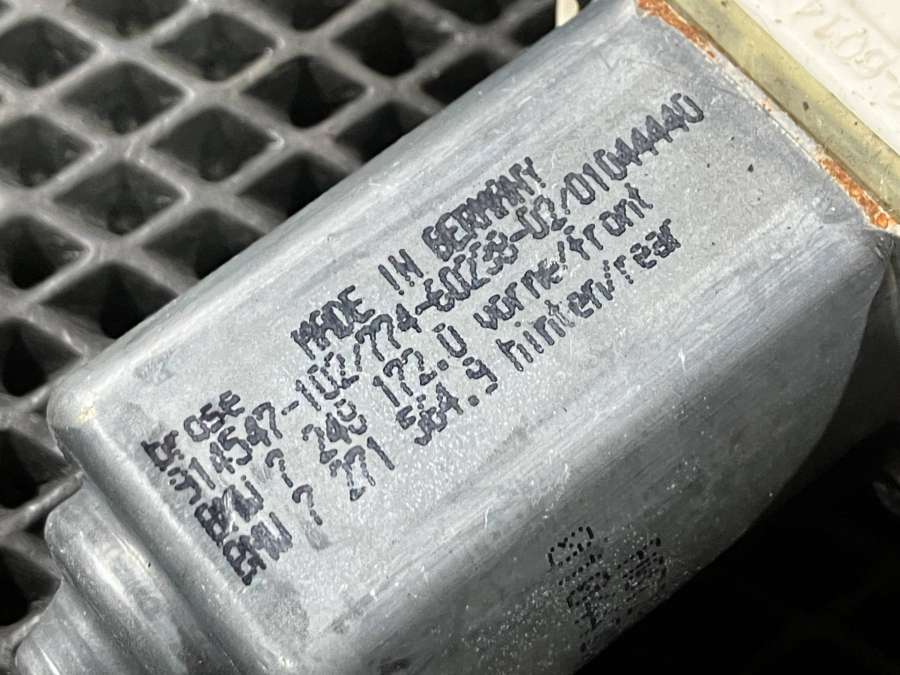 BROSE MADE IN GERMANY
914547-102/774-60238-02/01044440
BMW 7 248 172.0 vorne/front
BMW 7 271 564.9 hinten/rear